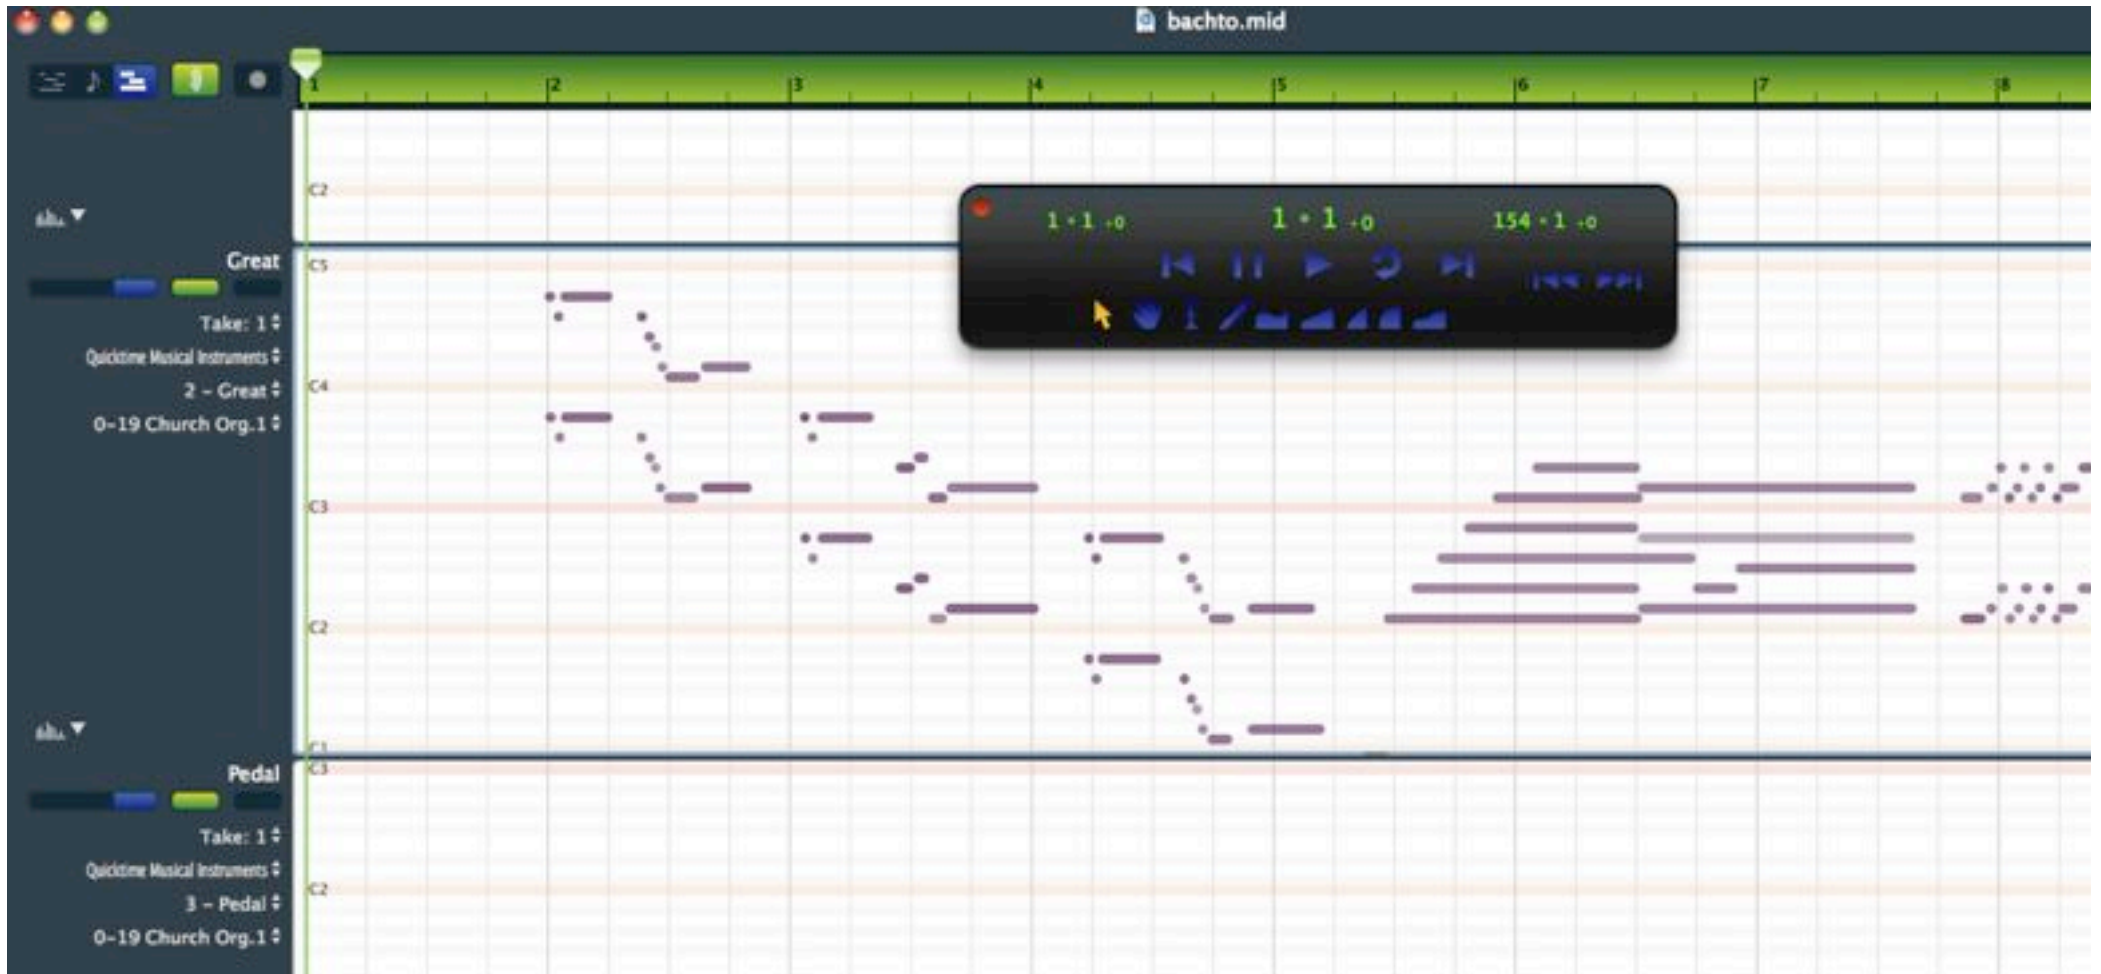 bachto.mid
1 2 3 4 5 6 7 8
C2
1 • 1 +0 1 • 1 +0 154 • 1 +0
Great
C5
Take: 1
Quicktime Musical Instruments
2 - Great
C4
0-19 Church Org.1
C3
C2
C1
Pedal
C3
Take: 1
Quicktime Musical Instruments
C2
3 - Pedal
0-19 Church Org.1